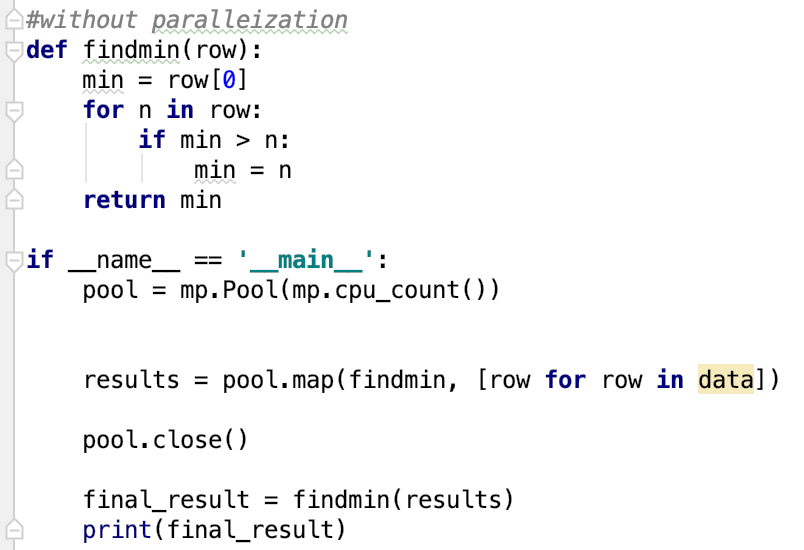 #without paralleization
def findmin(row):
    min = row[0]
    for n in row:
        if min > n:
            min = n
    return min
if __name__ == '__main__':
    pool = mp.Pool(mp.cpu_count())
    results = pool.map(findmin, [row for row in data])
    pool.close()
    final_result = findmin(results)
    print(final_result)